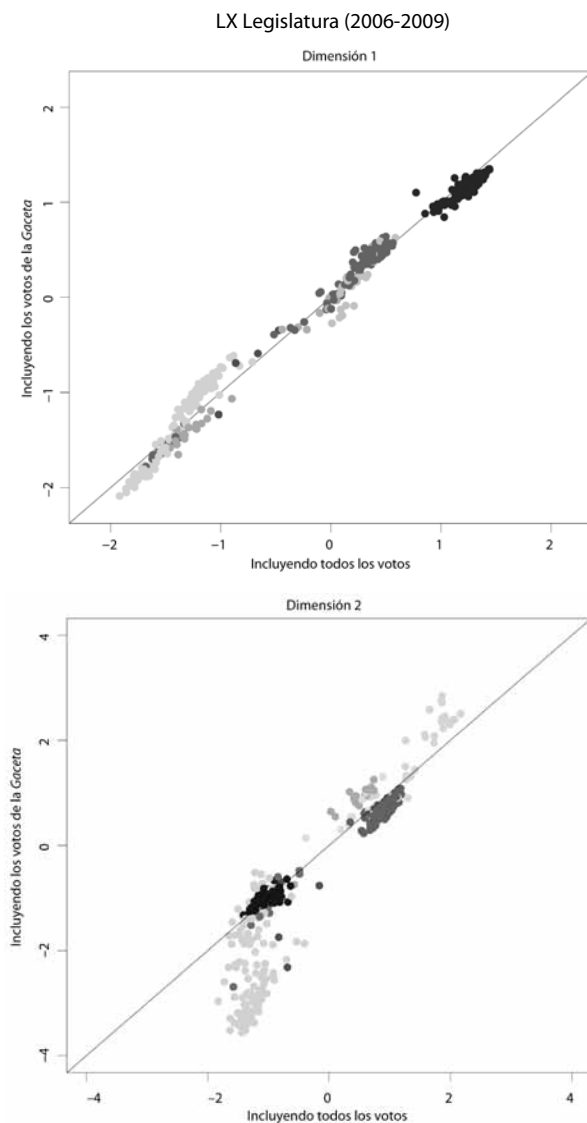 LX Legislatura (2006-2009)
Dimensión 1
Incluyendo los votos de la Gaceta
2
1
0
−1
−2
−2 −1 0 1 2
Incluyendo todos los votos
Dimensión 2
Incluyendo los votos de la Gaceta
4
2
0
−2
−4
−4 −2 0 2 4
Incluyendo todos los votos